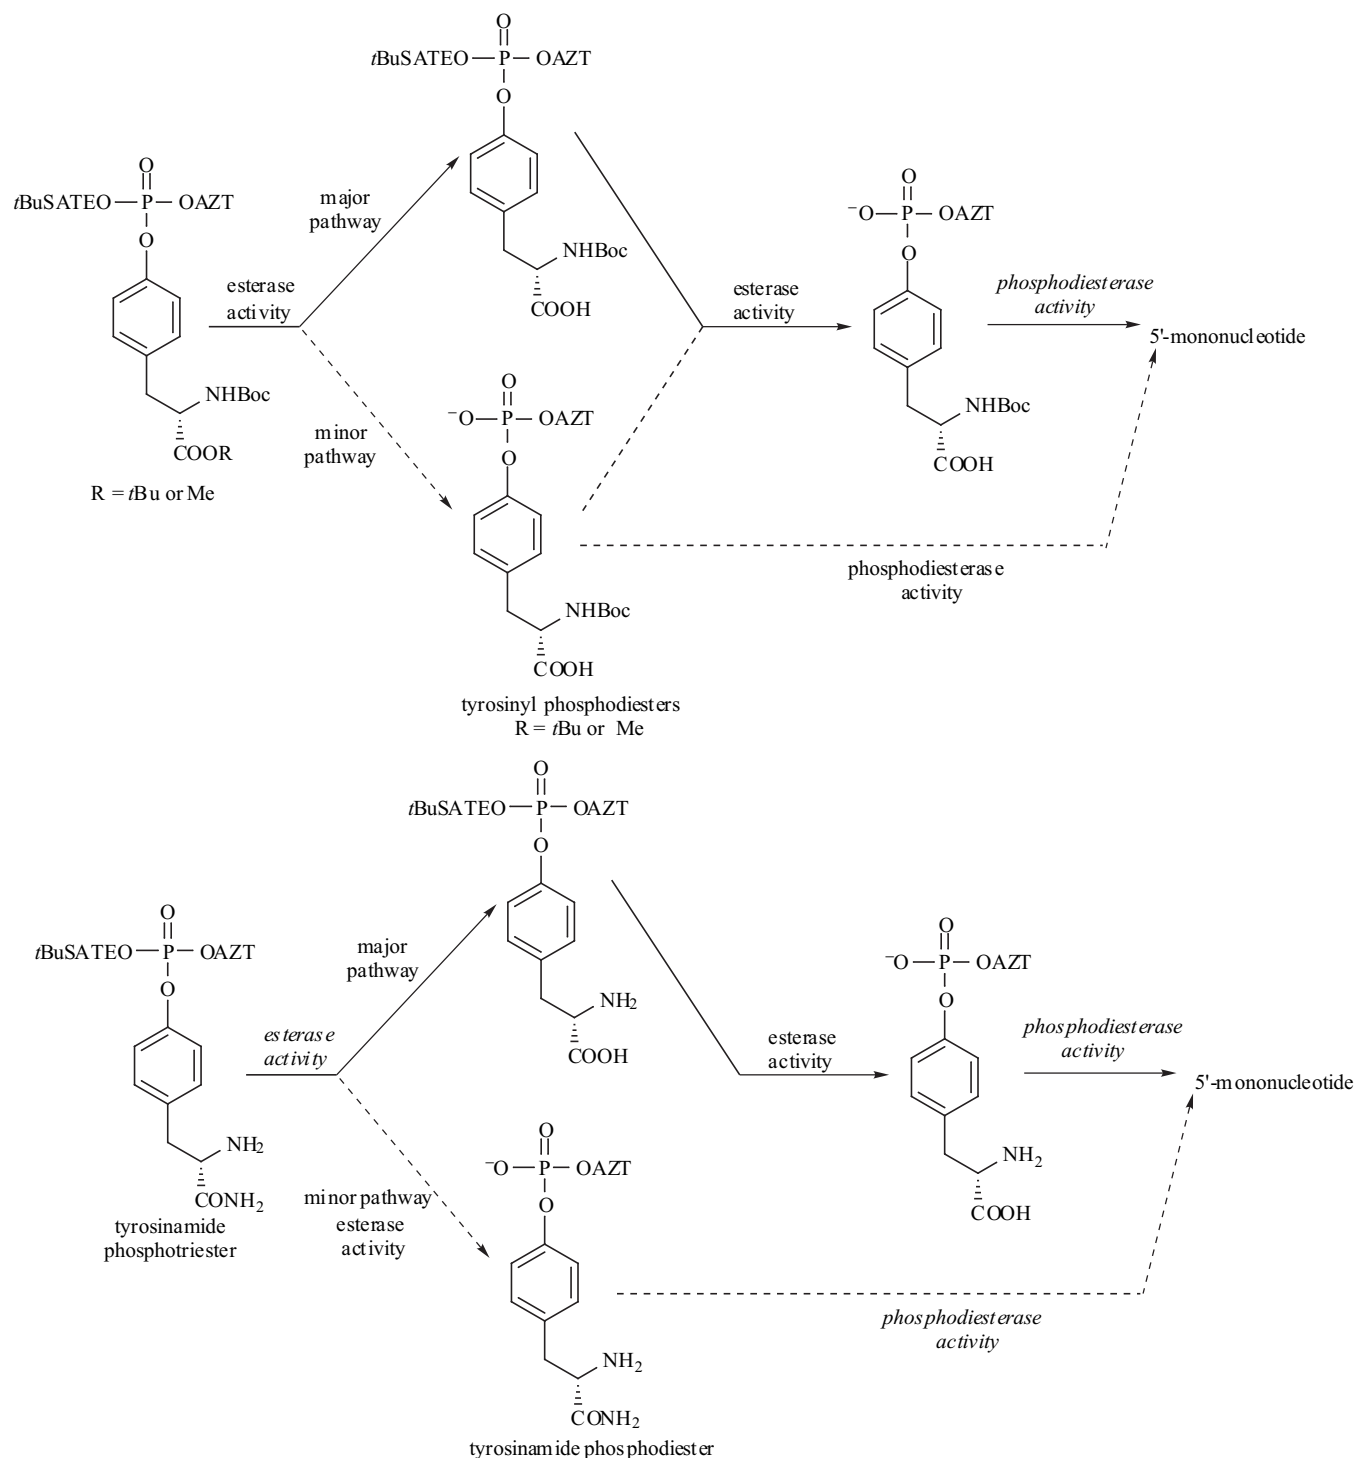 O
tBuSATEO P OAZT
O
NHBoc
COOH
O
tBuSATEO P OAZT
O
NHBoc
COOR
R = tBu or Me
major
pathway
esterase
activity
minor
pathway
O
–O P OAZT
O
NHBoc
COOH
tyrosinyl phosphodiesters
R = tBu or Me
esterase
activity
O
–O P OAZT
O
NHBoc
COOH
phosphodiesterase
activity
5'-mononucleotide
phosphodiesterase
activity
O
tBuSATEO P OAZT
O
NH2
COOH
O
tBuSATEO P OAZT
O
NH2
CONH2
tyrosinamide
phosphotriester
major
pathway
esterase
activity
minor pathway
esterase
activity
O
–O P OAZT
O
NH2
CONH2
tyrosinamide phosphodiester
esterase
activity
O
–O P OAZT
O
NH2
COOH
phosphodiesterase
activity
5'-mononucleotide
phosphodiesterase
activity